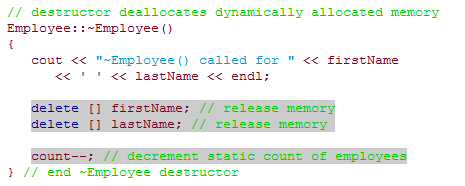 // destructor deallocates dynamically allocated memory
Employee::~Employee()
{
cout << "~Employee() called for " << firstName
<< ' ' << lastName << endl;
delete [] firstName; // release memory
delete [] lastName; // release memory
count--; // decrement static count of employees
} // end ~Employee destructor